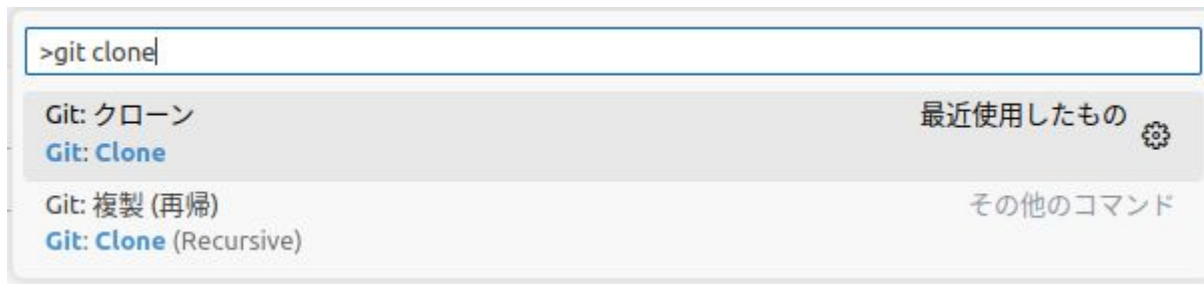 >git clone
Git: クローン 最近使用したもの
Git: Clone
Git: 複製 (再帰) その他のコマンド
Git: Clone (Recursive)